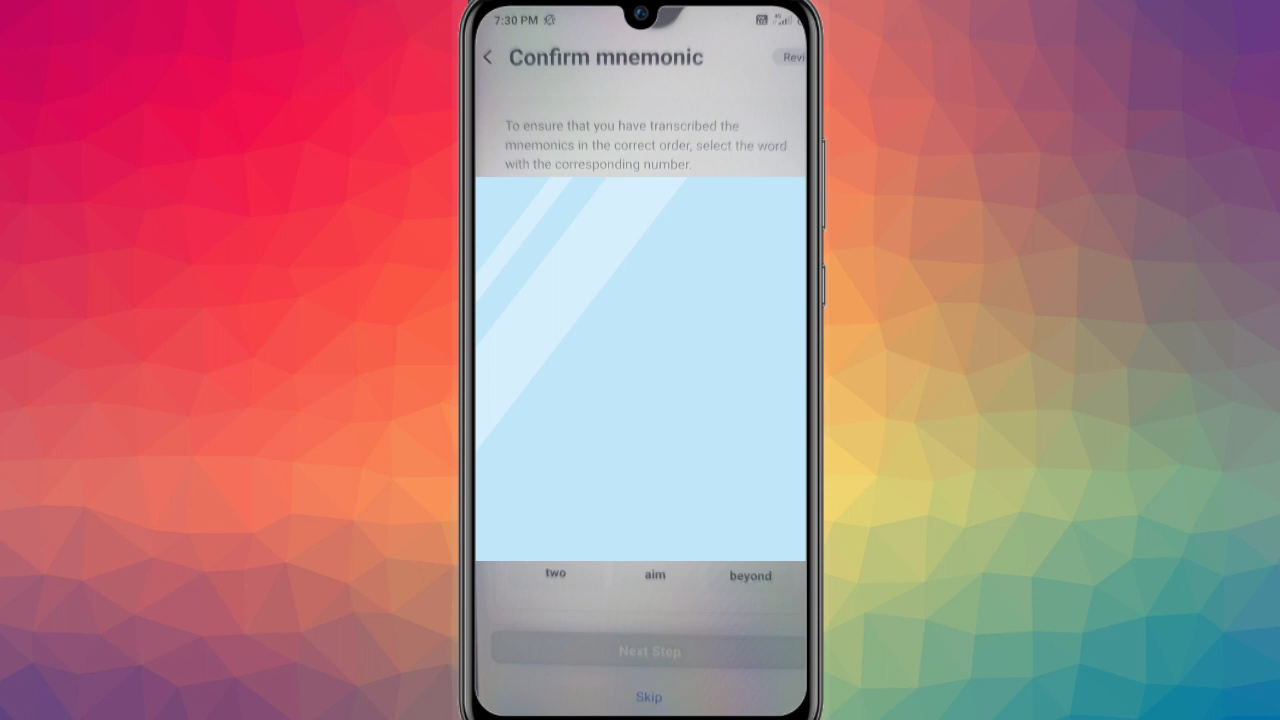 7:30 PM
Confirm mnemonic
Revi
To ensure that you have transcribed the
mnemonics in the correct order, select the word
with the corresponding number.
two aim beyond
Next Step
Skip